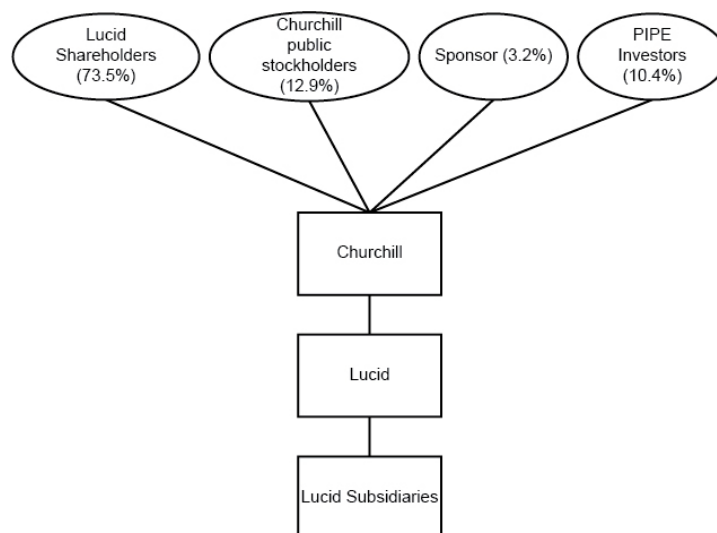 Lucid
Shareholders
(73.5%)
Churchill
public
stockholders
(12.9%)
Sponsor (3.2%)
PIPE
Investors
(10.4%)
Churchill
Lucid
Lucid Subsidiaries